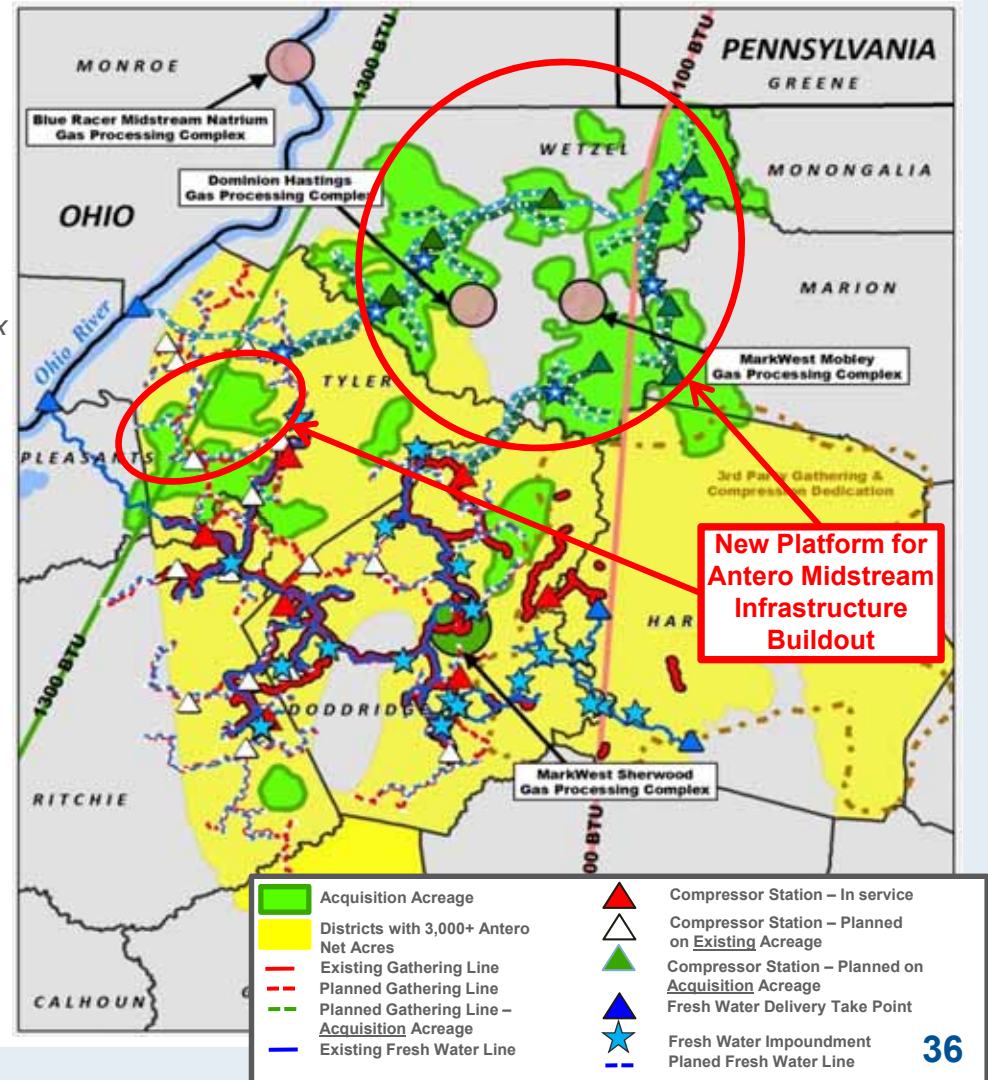 MONROE
1300 BTU
1100 BTU
PENNSYLVANIA
GREENE
Blue Racer Midstream Natrium
Gas Processing Complex
WETZEL
MONONGALIA
Dominion Hastings
Gas Processing Complex
OHIO
MARION
x
Ohio River
MarkWest Mobley
Gas Processing Complex
TYLER
PLEASANTS
3rd Party Gathering &
Compression Dedication
New Platform for
Antero Midstream
Infrastructure
Buildout
HAR
1300 BTU
DODDRIDGE
MarkWest Sherwood
Gas Processing Complex
RITCHIE
00 BTU
CALHOUN
G
Acquisition Acreage
Districts with 3,000+ Antero
Net Acres
Existing Gathering Line
Planned Gathering Line
Planned Gathering Line –
Acquisition Acreage
Existing Fresh Water Line
Compressor Station – In service
Compressor Station – Planned
on Existing Acreage
Compressor Station – Planned on
Acquisition Acreage
Fresh Water Delivery Take Point
Fresh Water Impoundment
Planed Fresh Water Line
36